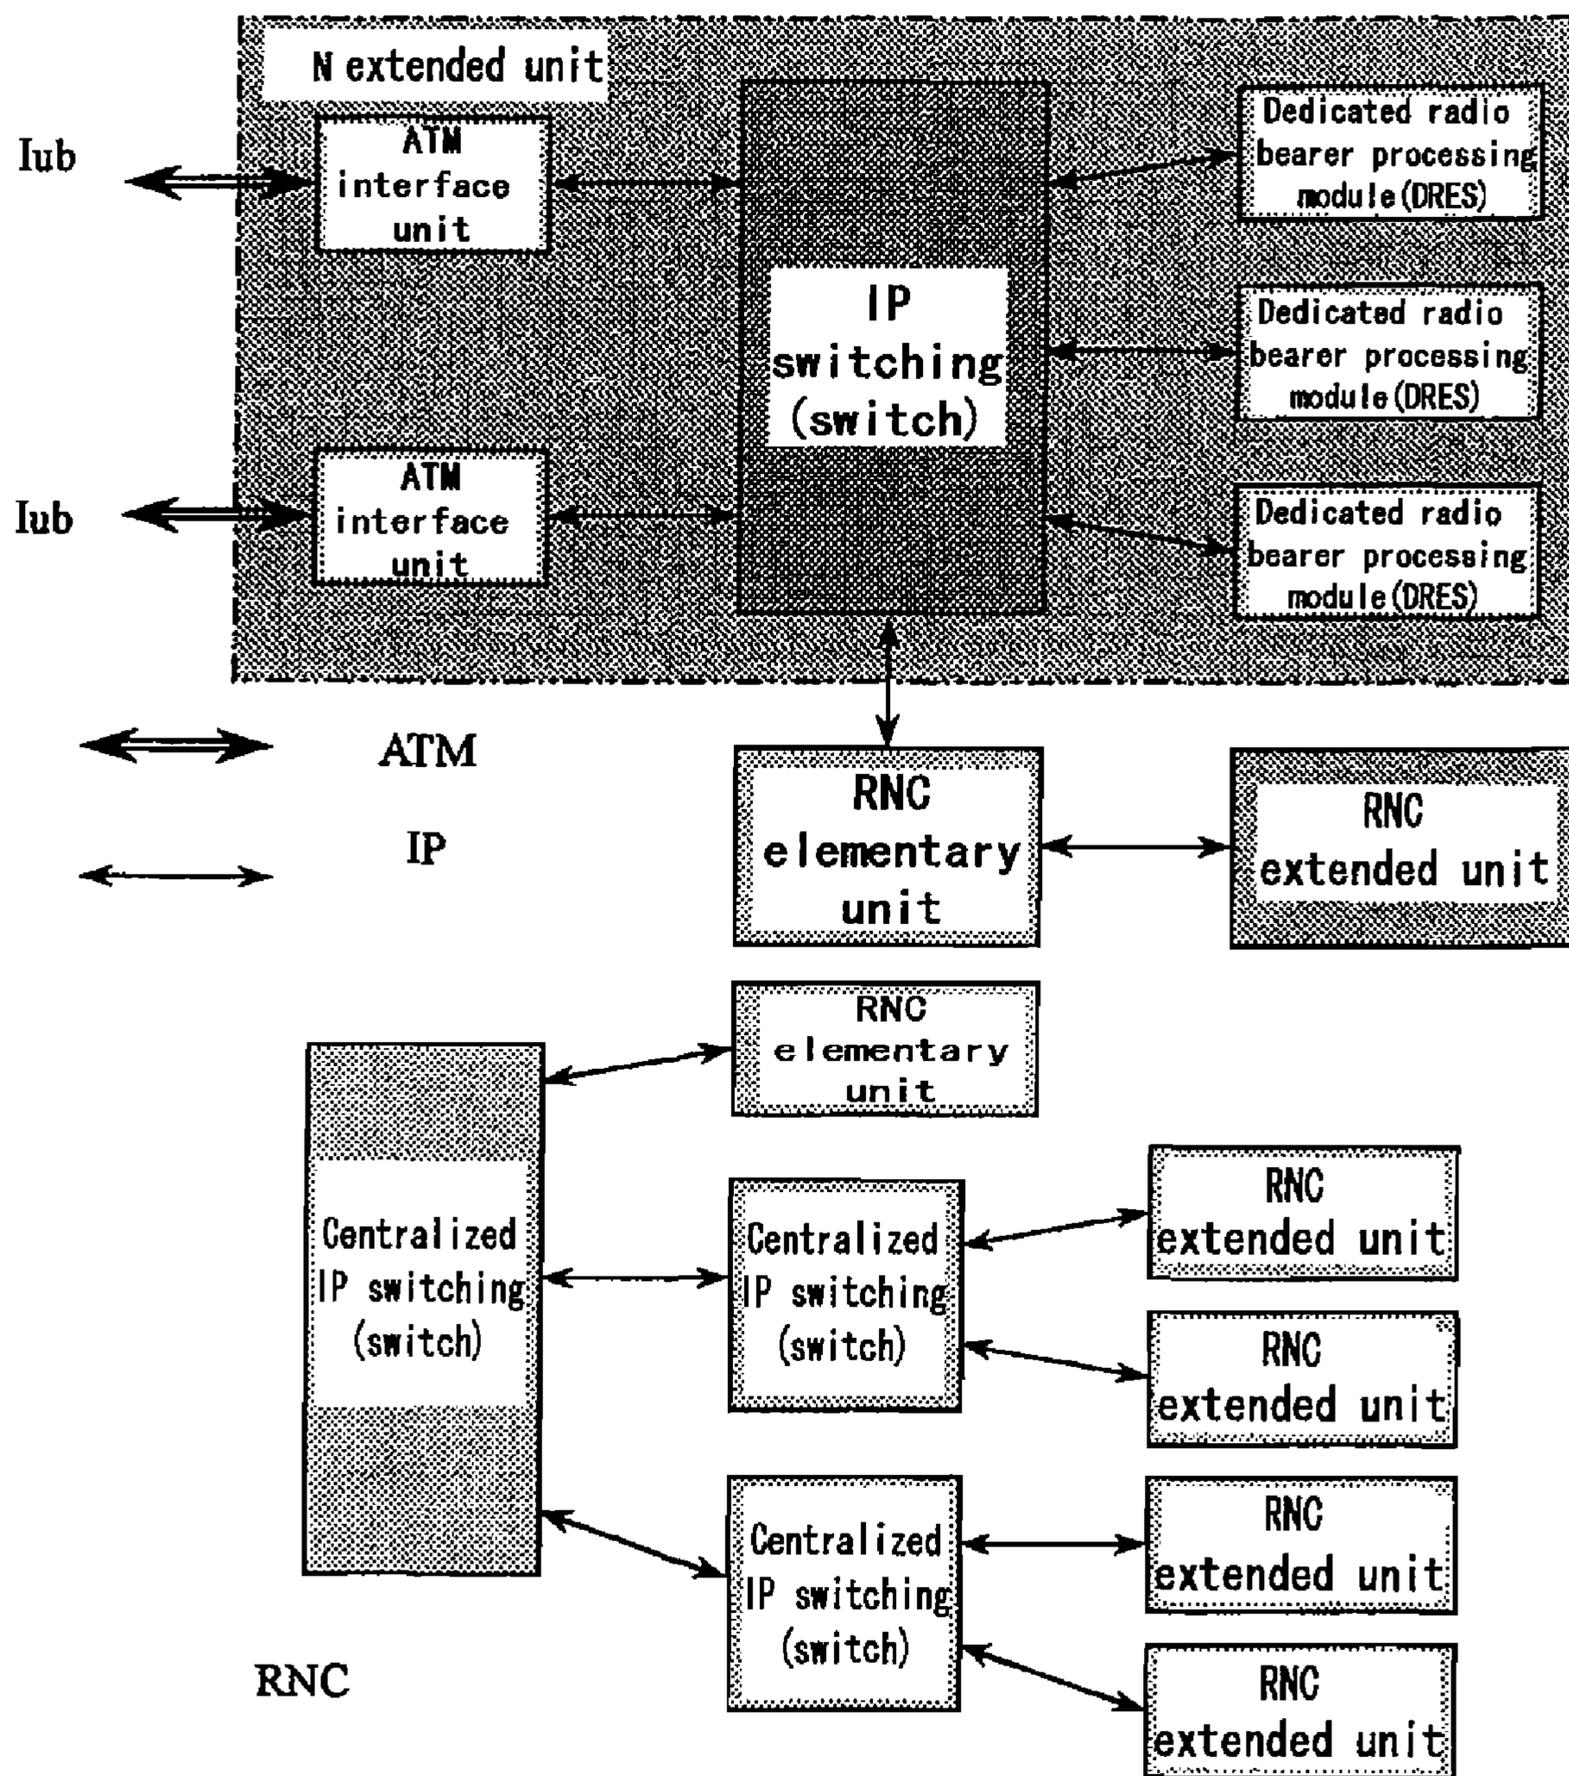 N extended unit
Iub
ATM
interface
unit
IP
switching
(switch)
Dedicated radio
bearer processing
module(DRES)
Dedicated radio
bearer processing
module(DRES)
Iub
ATM
interface
unit
Dedicated radio
bearer processing
module(DRES)
ATM
IP
RNC
elementary
unit
RNC
extended unit
RNC
elementary
unit
Centralized
IP switching
(switch)
Centralized
IP switching
(switch)
RNC
extended unit
RNC
extended unit
Centralized
IP switching
(switch)
RNC
extended unit
RNC
extended unit
RNC